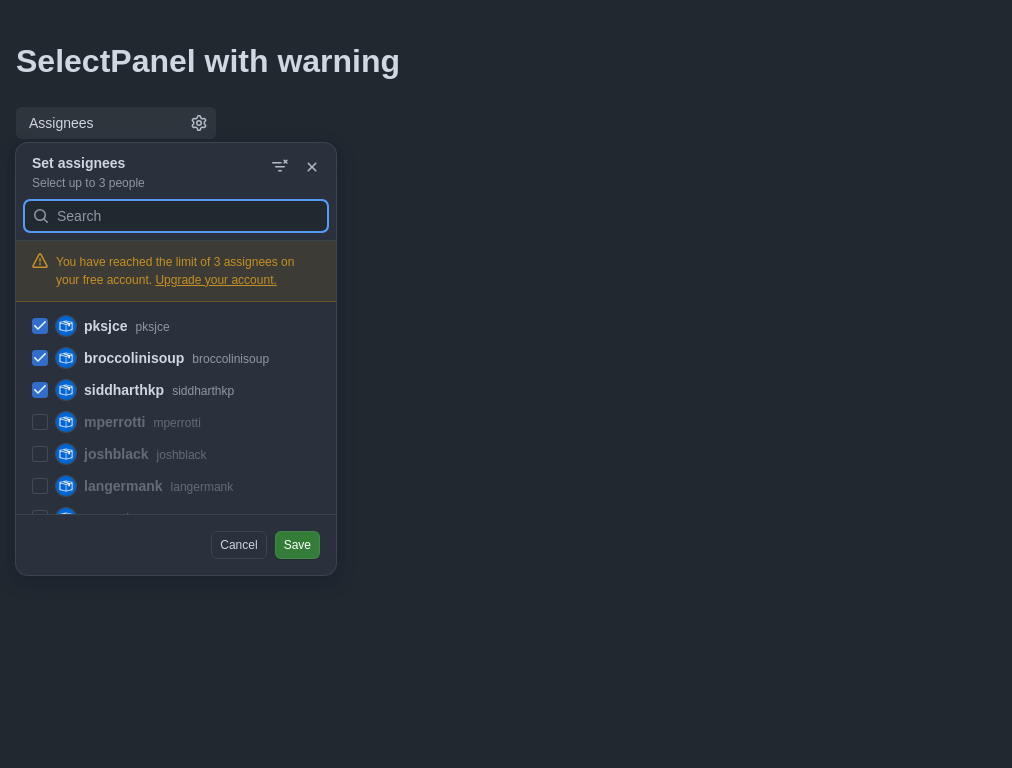 SelectPanel with warning
Assignees
Set assignees
Select up to 3 people
Search
You have reached the limit of 3 assignees on
your free account. Upgrade your account.
pksjce pksjce
broccolinisoup broccolinisoup
siddharthkp siddharthkp
mperrotti mperrotti
joshblack joshblack
langermank langermank
Cancel Save